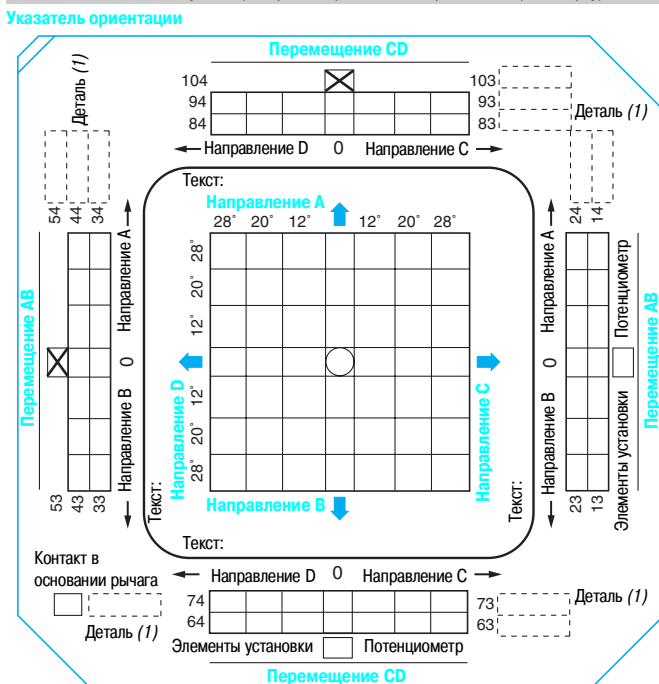 Указатель ориентации
Перемещение CD
104 103
94 93
84 83
Деталь (1)
Направление D 0 Направление C
Деталь (1)
54 44 34
Перемещение AB
Направление A
0
Направление B
53 43 33
Текст:
Направление A
28° 20° 12° 12° 20° 28°
28°
20°
12°
12°
20°
28°
Направление D
Направление C
Направление B
Текст:
Текст:
Текст:
Деталь (1)
24 14
Направление A
0
Направление B
23 13
Потенциометр
Элементы установки
Перемещение AB
Контакт в
основании рычага
Деталь (1)
Направление D 0 Направление C
74 73
64 63
Деталь (1)
Элементы установки Потенциометр
Перемещение CD